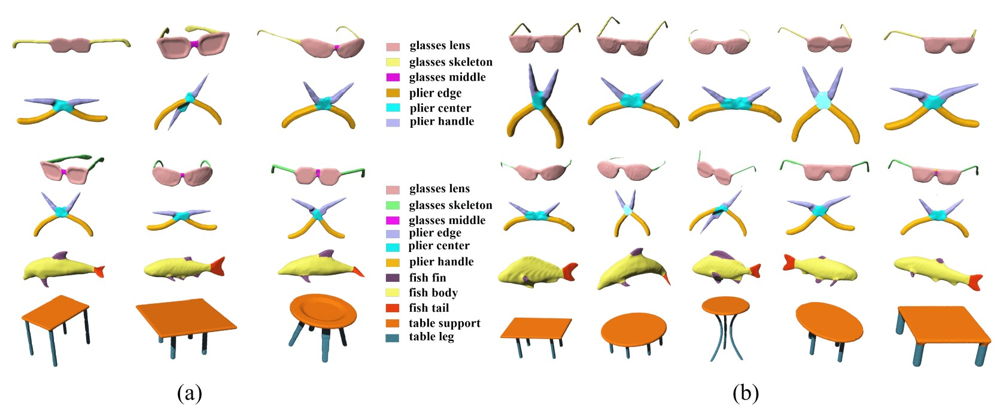 glasses lens
glasses skeleton
glasses middle
plier edge
plier center
plier handle
glasses lens
glasses skeleton
glasses middle
plier edge
plier center
plier handle
fish fin
fish body
fish tail
table support
table leg
(a)
(b)